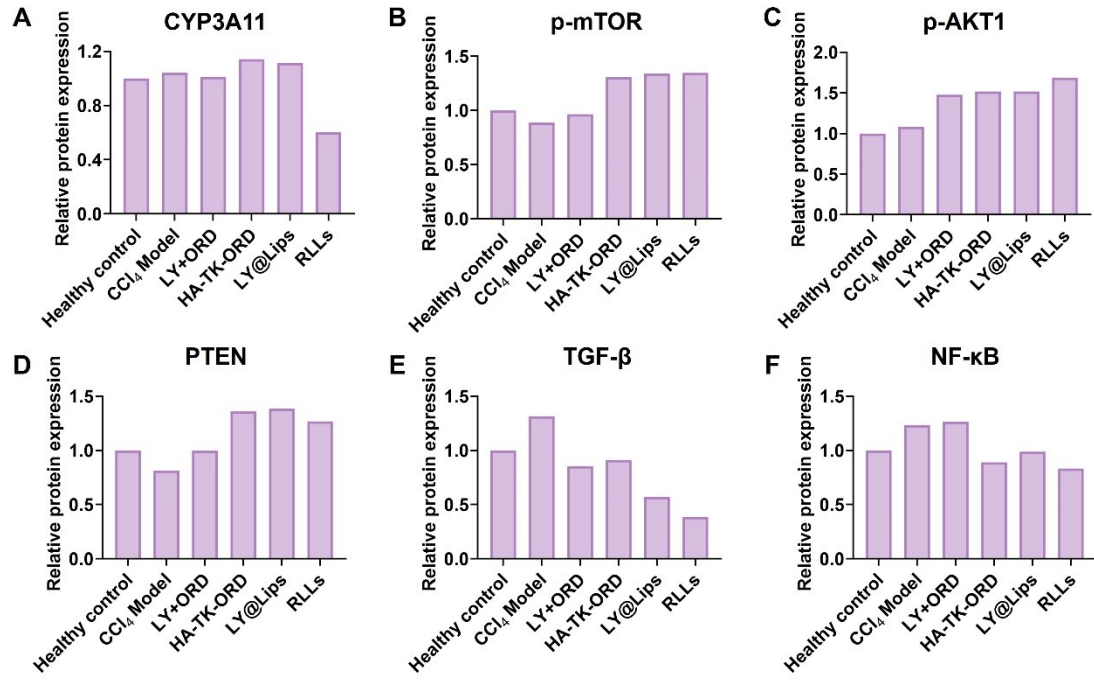 A
CYP3A11
Relative protein expression
1.2
0.8
0.4
0.0
Healthy control
CCl₄ Model
LY+ORD
HA-TK-ORD
LY@Lips
RLLs
B
p-mTOR
Relative protein expression
1.5
1.0
0.5
0.0
Healthy control
CCl₄ Model
LY+ORD
HA-TK-ORD
LY@Lips
RLLs
C
p-AKT1
Relative protein expression
2.0
1.5
1.0
0.5
0.0
Healthy control
CCl₄ Model
LY+ORD
HA-TK-ORD
LY@Lips
RLLs
D
PTEN
Relative protein expression
1.5
1.0
0.5
0.0
Healthy control
CCl₄ Model
LY+ORD
HA-TK-ORD
LY@Lips
RLLs
E
TGF-β
Relative protein expression
1.5
1.0
0.5
0.0
Healthy control
CCl₄ Model
LY+ORD
HA-TK-ORD
LY@Lips
RLLs
F
NF-κB
Relative protein expression
1.5
1.0
0.5
0.0
Healthy control
CCl₄ Model
LY+ORD
HA-TK-ORD
LY@Lips
RLLs